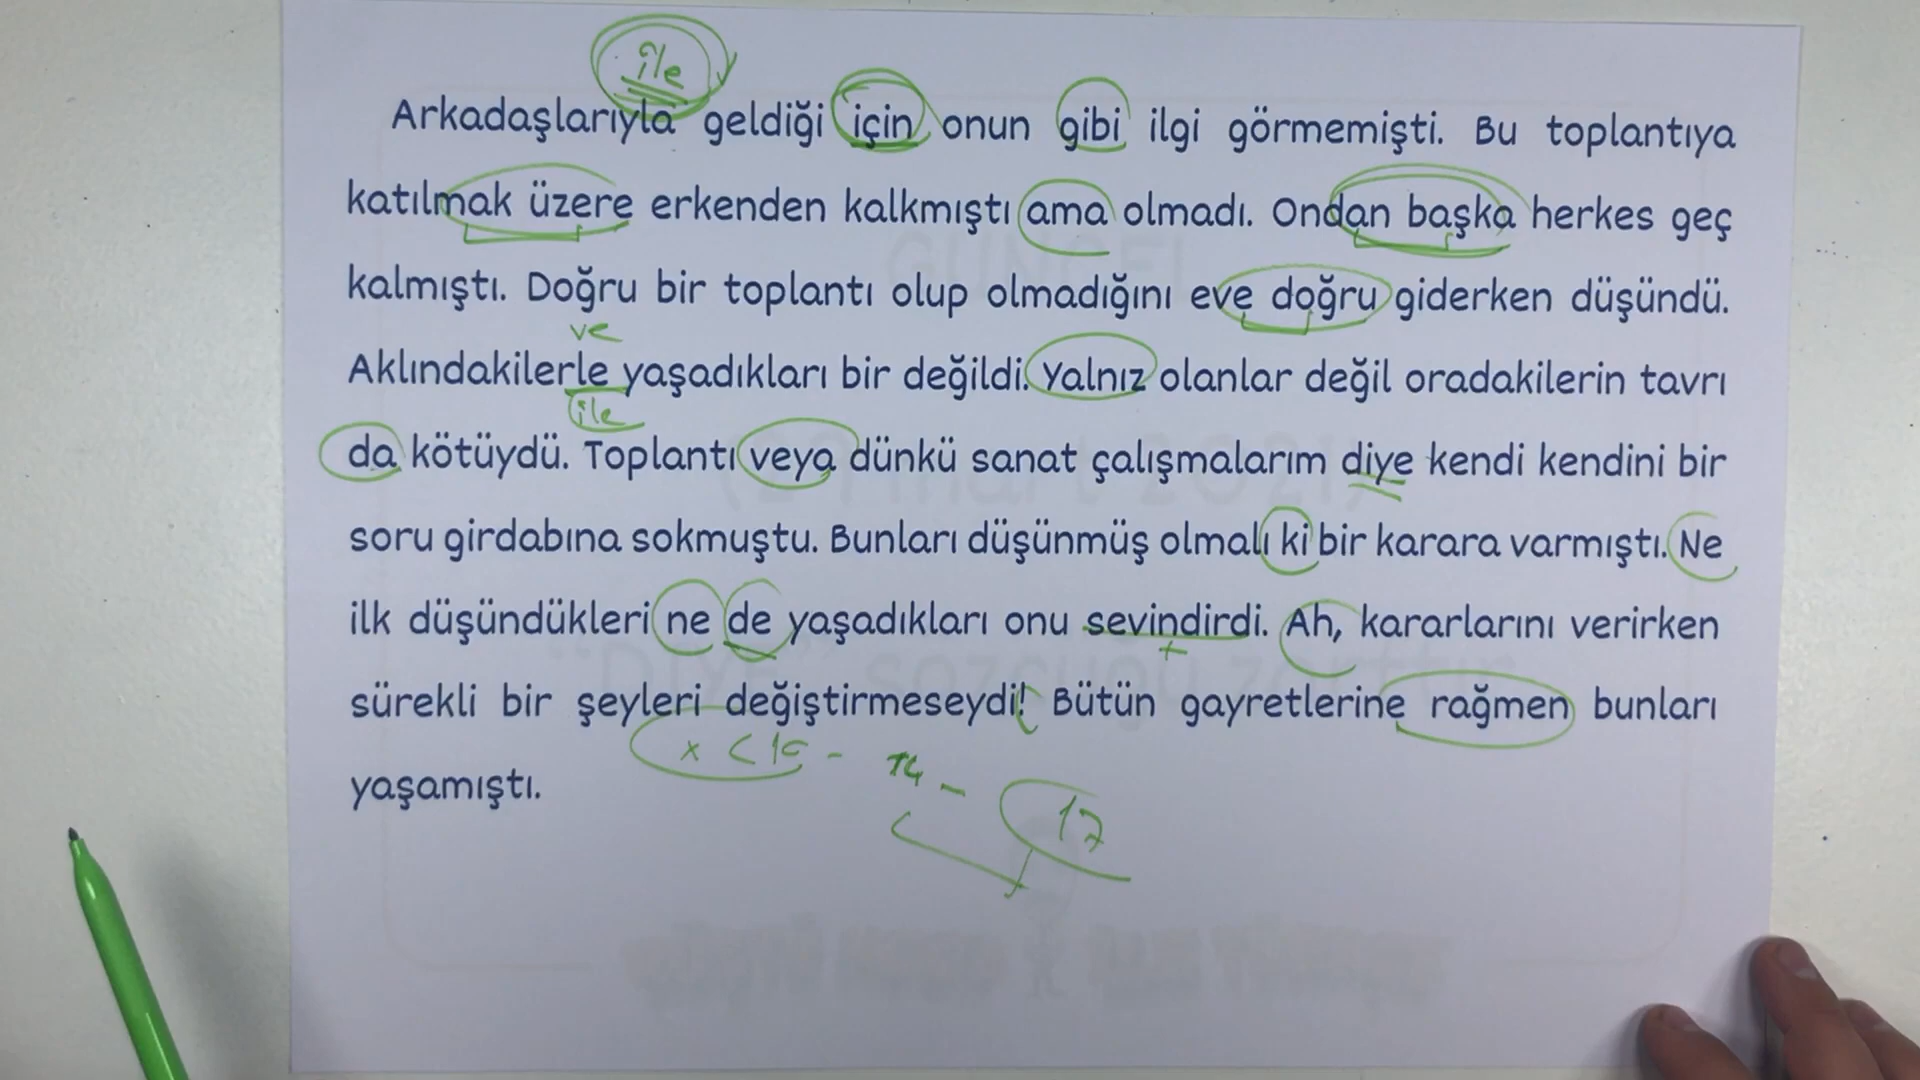 ile
Arkadaşlarıyla geldiği için onun gibi ilgi görmemişti. Bu toplantıya
katılmak üzere erkenden kalkmıştı ama olmadı. Ondan başka herkes geç
kalmıştı. Doğru bir toplantı olup olmadığını eve doğru giderken düşündü.
ve
Aklındakilerle yaşadıkları bir değildi. Yalnız olanlar değil oradakilerin tavrı
ile
da kötüydü. Toplantı veya dünkü sanat çalışmalarım diye kendi kendini bir
soru girdabına sokmuştu. Bunları düşünmüş olmalı ki bir karara varmıştı. Ne
ilk düşündükleri ne de yaşadıkları onu sevindirdi. Ah, kararlarını verirken
+
sürekli bir şeyleri değiştirmeseydi! Bütün gayretlerine rağmen bunları
yaşamıştı.
17